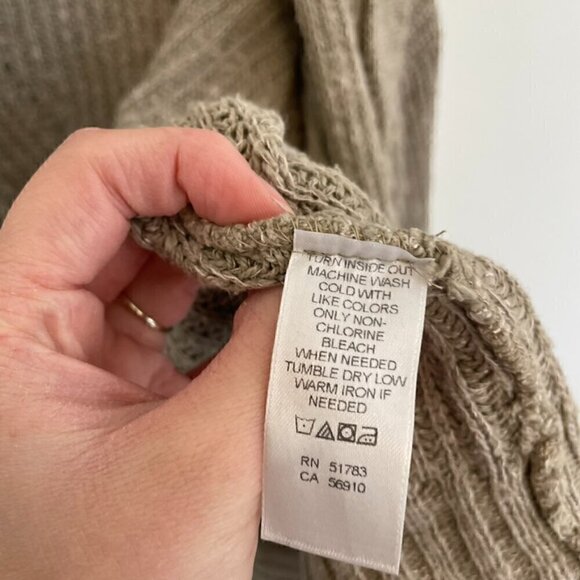 TURN INSIDE OUT
MACHINE WASH
COLD WITH
LIKE COLORS
ONLY NON-
CHLORINE
BLEACH
WHEN NEEDED
TUMBLE DRY LOW
WARM IRON IF
NEEDED
RN 51783
CA 56910